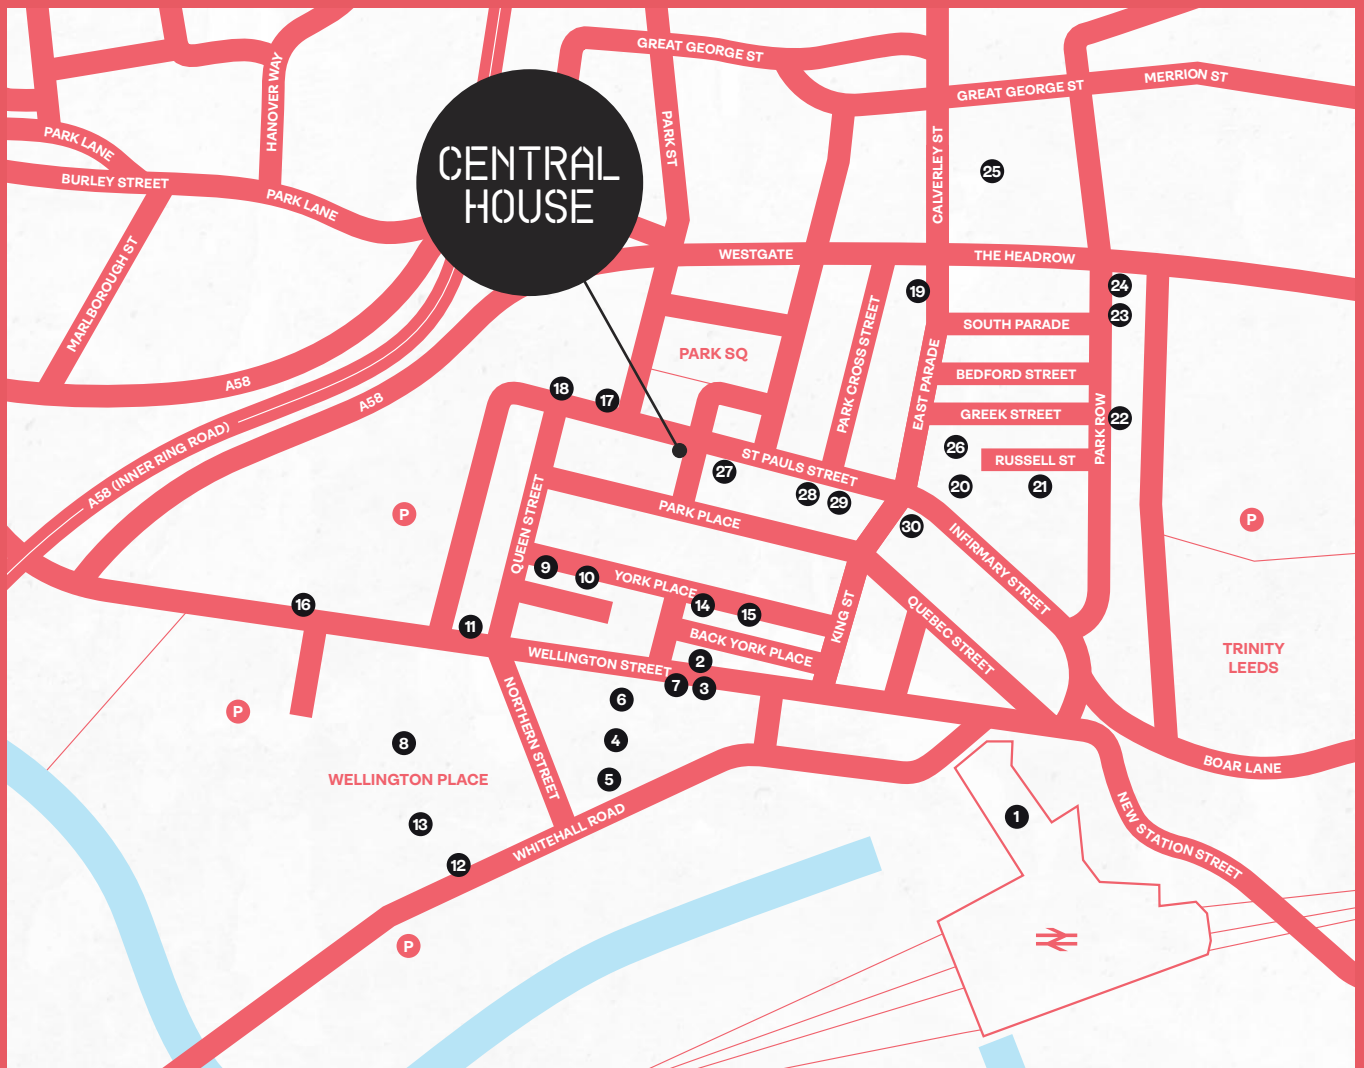 GREAT GEORGE ST
GREAT GEORGE ST
MERRION ST
HANOVER WAY
PARK LANE
PARK ST
CALVERLEY ST
CENTRAL
HOUSE
25
BURLEY STREET
PARK LANE
WESTGATE
THE HEADROW
MARLBOROUGH ST
19
24
23
SOUTH PARADE
PARK SQ
PARK CROSS STREET
EAST PARADE
BEDFORD STREET
A58
A58
18
17
GREEK STREET
22
PARK ROW
A58 (INNER RING ROAD)
26
RUSSELL ST
27
ST PAULS STREET
28
29
20
21
P
PARK PLACE
30
P
QUEEN STREET
INFIRMARY STREET
9
10
YORK PLACE
14
15
16
11
KING ST
QUEBEC STREET
BACK YORK PLACE
WELLINGTON STREET
2
7
3
6
TRINITY
LEEDS
P
NORTHERN STREET
8
4
5
WELLINGTON PLACE
BOAR LANE
13
12
WHITEHALL ROAD
1
NEW STATION STREET
P